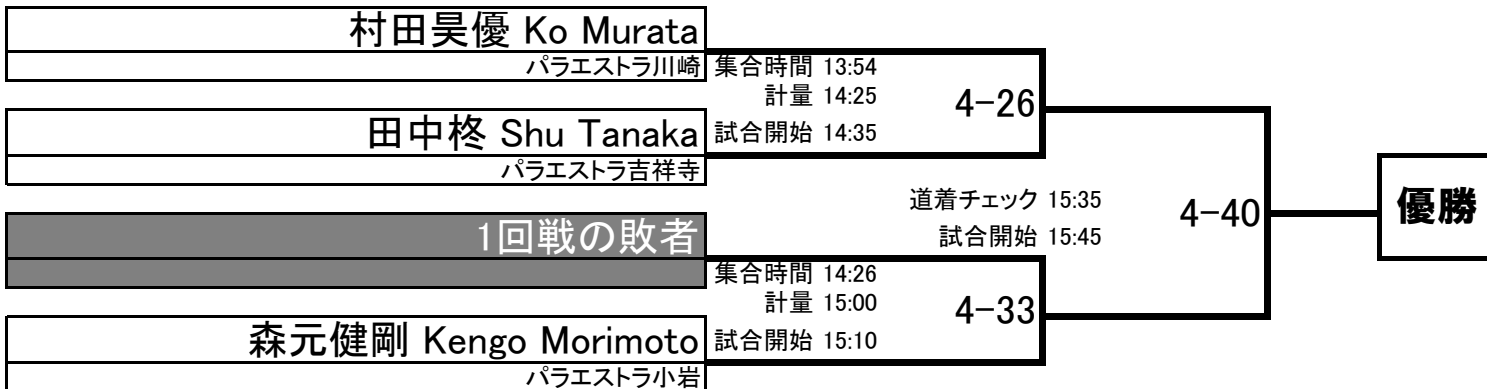 村田昊優 Ko Murata
パラエストラ川崎
集合時間 13:54
計量 14:25
4-26
田中柊 Shu Tanaka
試合開始 14:35
パラエストラ吉祥寺
道着チェック 15:35
4-40
優勝
1回戦の敗者
試合開始 15:45
集合時間 14:26
計量 15:00
4-33
森元健剛 Kengo Morimoto
試合開始 15:10
パラエストラ小岩